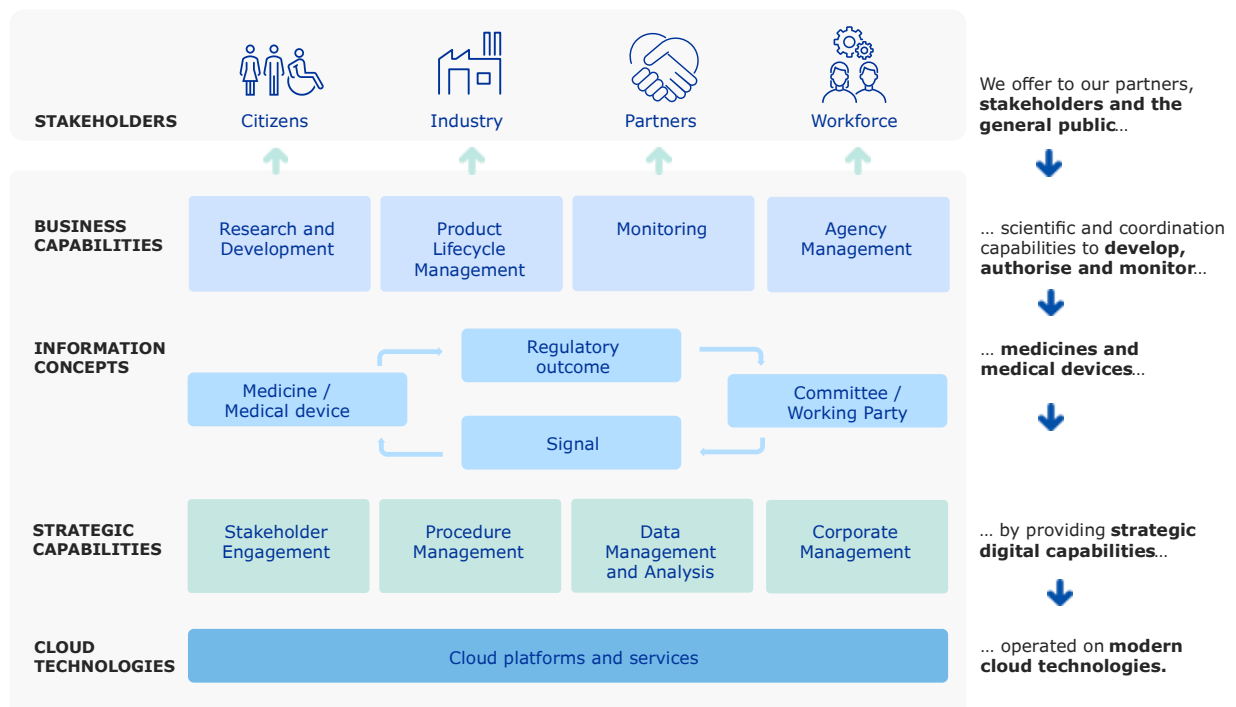 STAKEHOLDERS
Citizens
Industry
Partners
Workforce
We offer to our partners,
stakeholders and the
general public...
BUSINESS
CAPABILITIES
Research and
Development
Product
Lifecycle
Management
Monitoring
Agency
Management
... scientific and coordination
capabilities to develop,
authorise and monitor...
INFORMATION
CONCEPTS
Regulatory
outcome
Medicine /
Medical device
Committee /
Working Party
Signal
... medicines and
medical devices...
STRATEGIC
CAPABILITIES
Stakeholder
Engagement
Procedure
Management
Data
Management
and Analysis
Corporate
Management
... by providing strategic
digital capabilities...
CLOUD
TECHNOLOGIES
Cloud platforms and services
... operated on modern
cloud technologies.